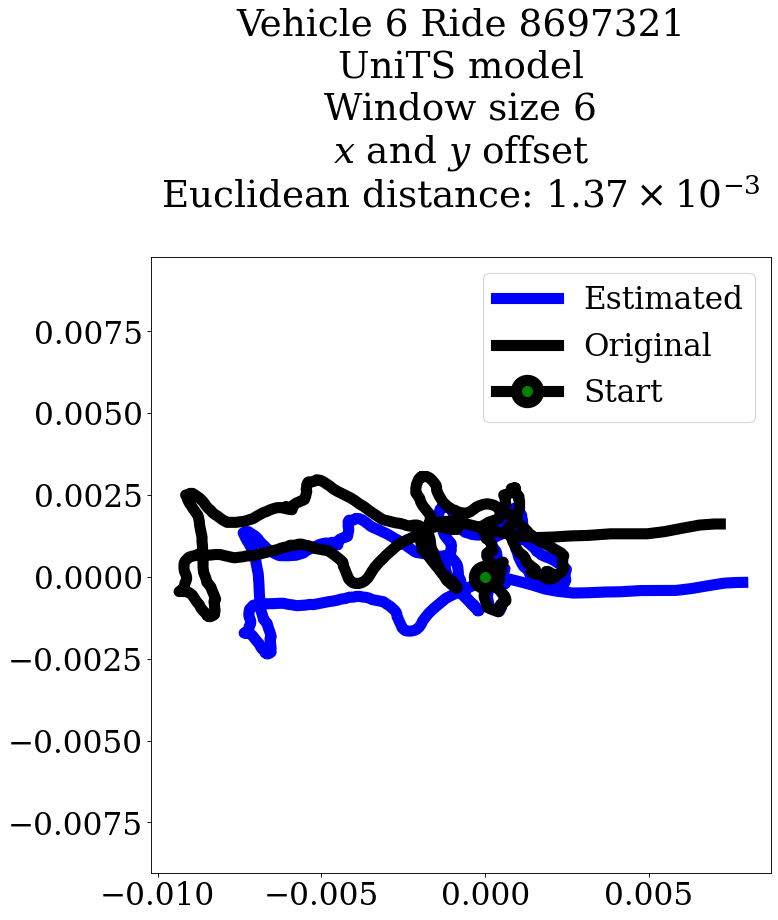 Vehicle 6 Ride 8697321
UniTS model
Window size 6
x and y offset
Euclidean distance: 1.37 × 10⁻³
Estimated
Original
Start
0.0075
0.0050
0.0025
0.0000
−0.0025
−0.0050
−0.0075
−0.010
−0.005
0.000
0.005